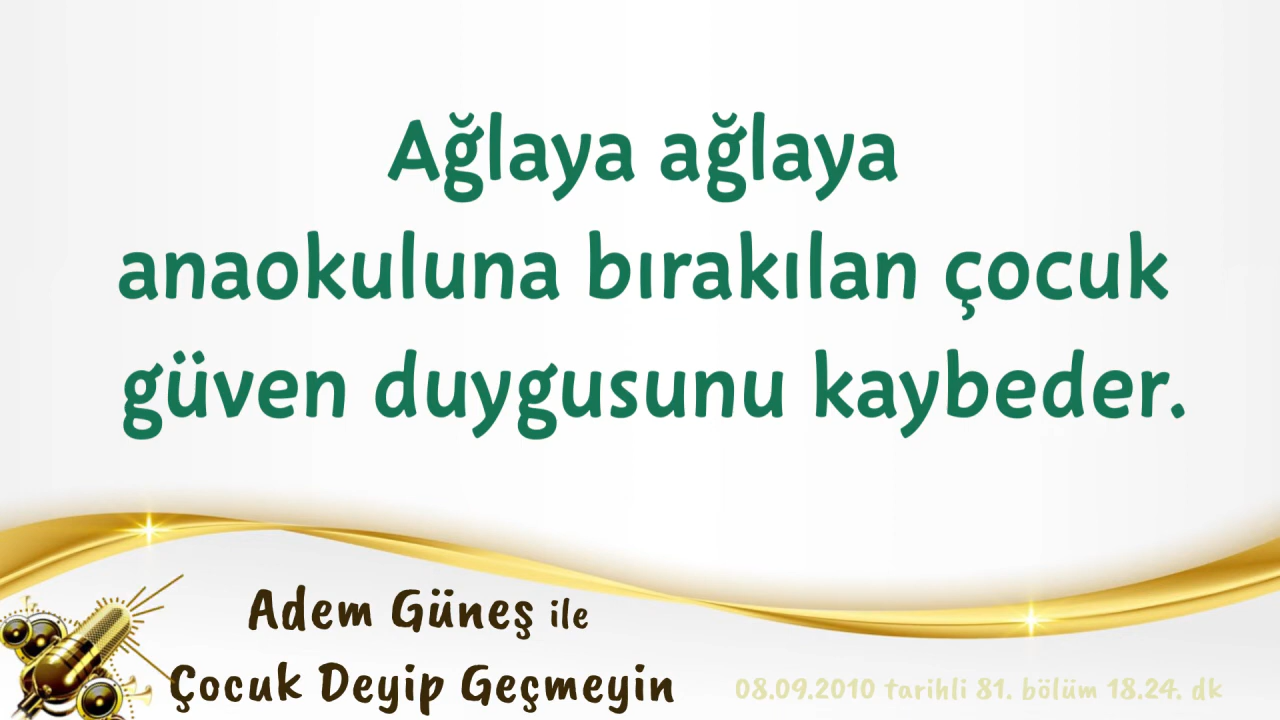 Ağlaya ağlaya
anaokuluna bırakılan çocuk
güven duygusunu kaybeder.
Adem Güneş ile
Çocuk Deyip Geçmeyin
08.09.2010 tarihli 81. bölüm 18.24. dk